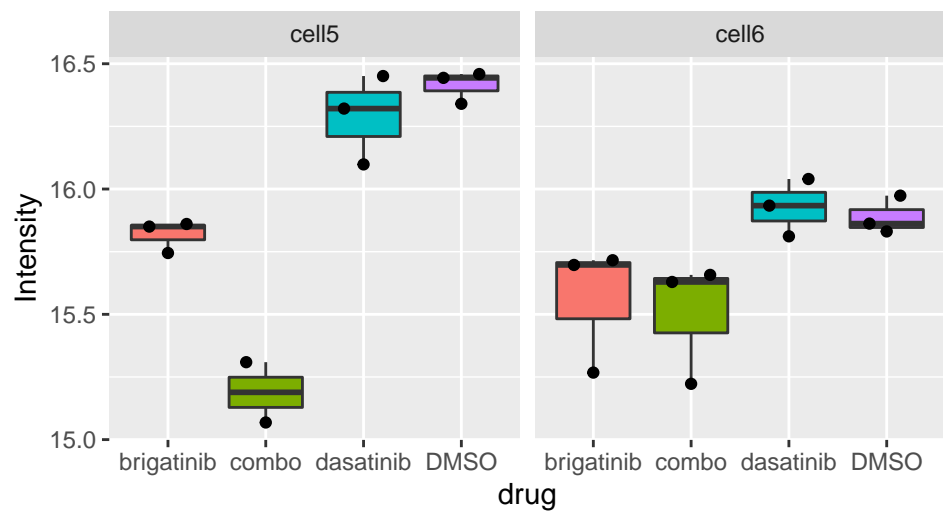 cell5 cell6
16.5
16.0
15.5
15.0
Intensity
brigatinib combo dasatinib DMSO brigatinib combo dasatinib DMSO
drug